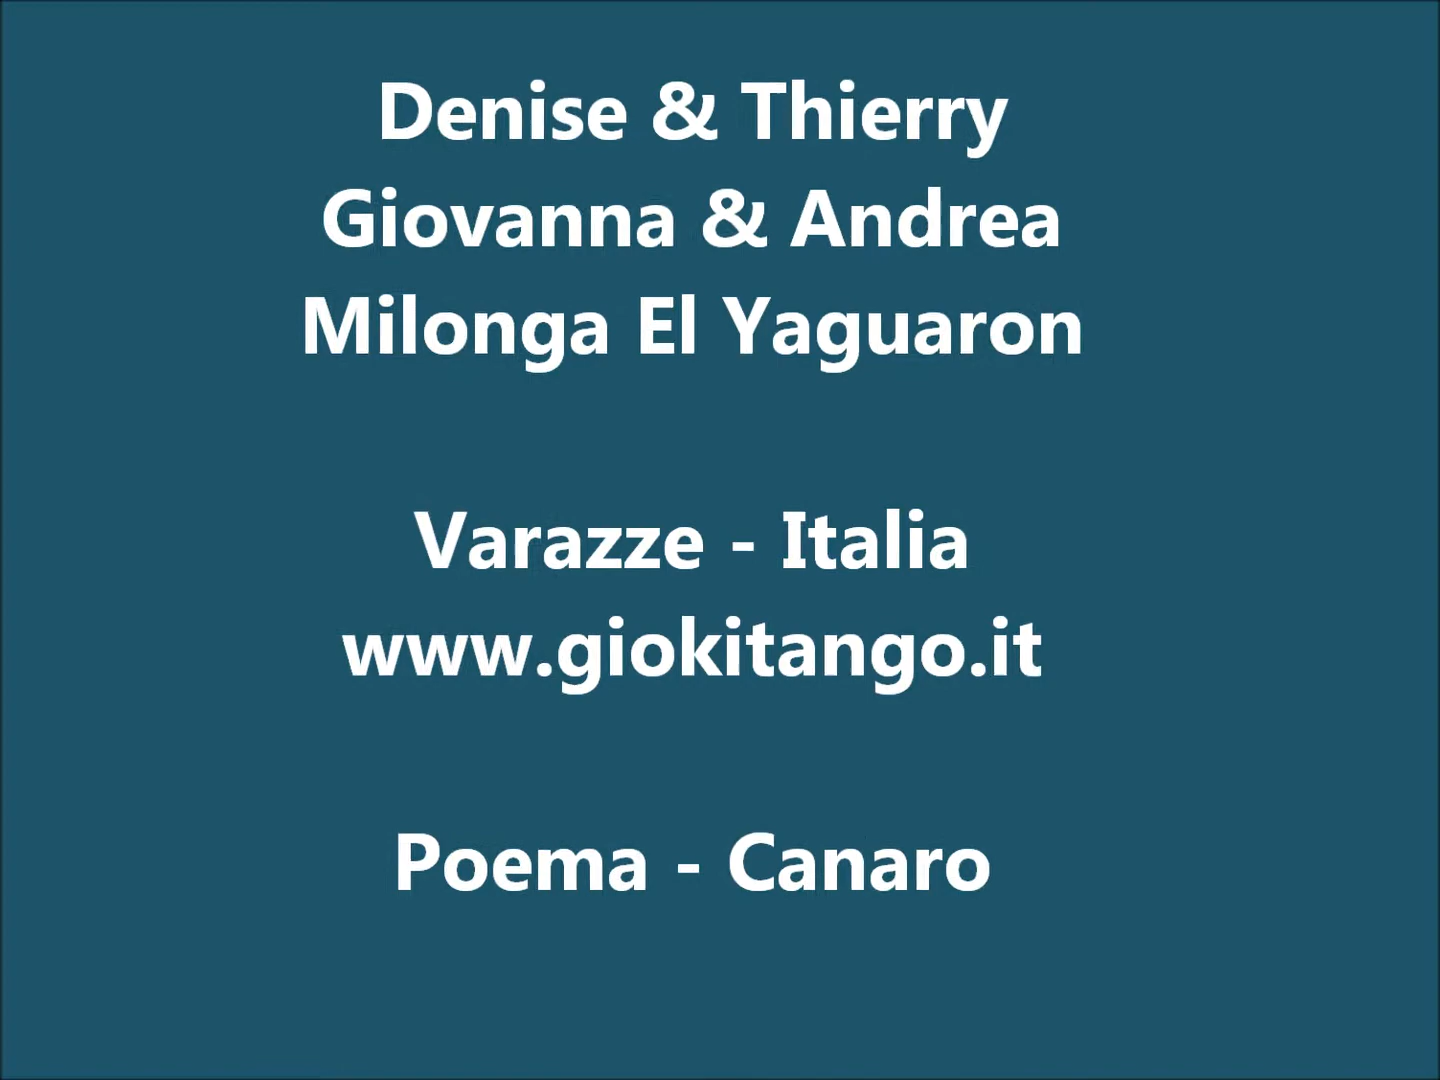 Denise & Thierry
Giovanna & Andrea
Milonga El Yaguaron
Varazze - Italia
www.giokitango.it
Poema - Canaro